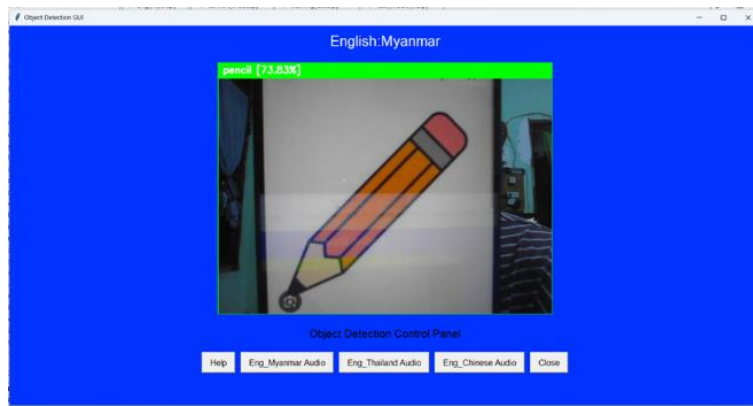 Object Detection GUI
English:Myanmar
pencil [73.83%]
Object Detection Control Panel
Help Eng_Myanmar Audio Eng_Thailand Audio Eng_Chinese Audio Close